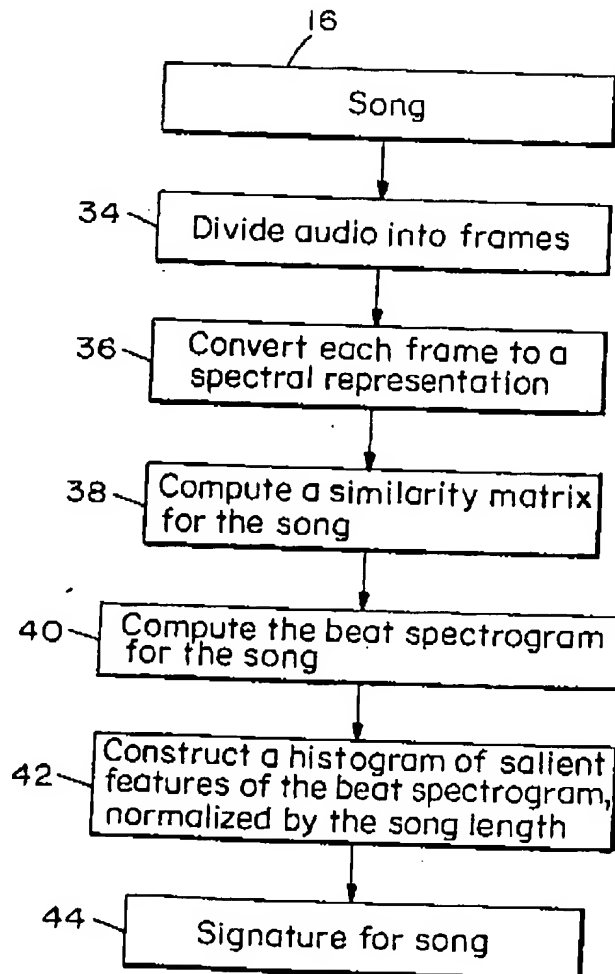 16
Song
34
Divide audio into frames
36
Convert each frame to a
spectral representation
38
Compute a similarity matrix
for the song
40
Compute the beat spectrogram
for the song
42
Construct a histogram of salient
features of the beat spectrogram,
normalized by the song length
44
Signature for song